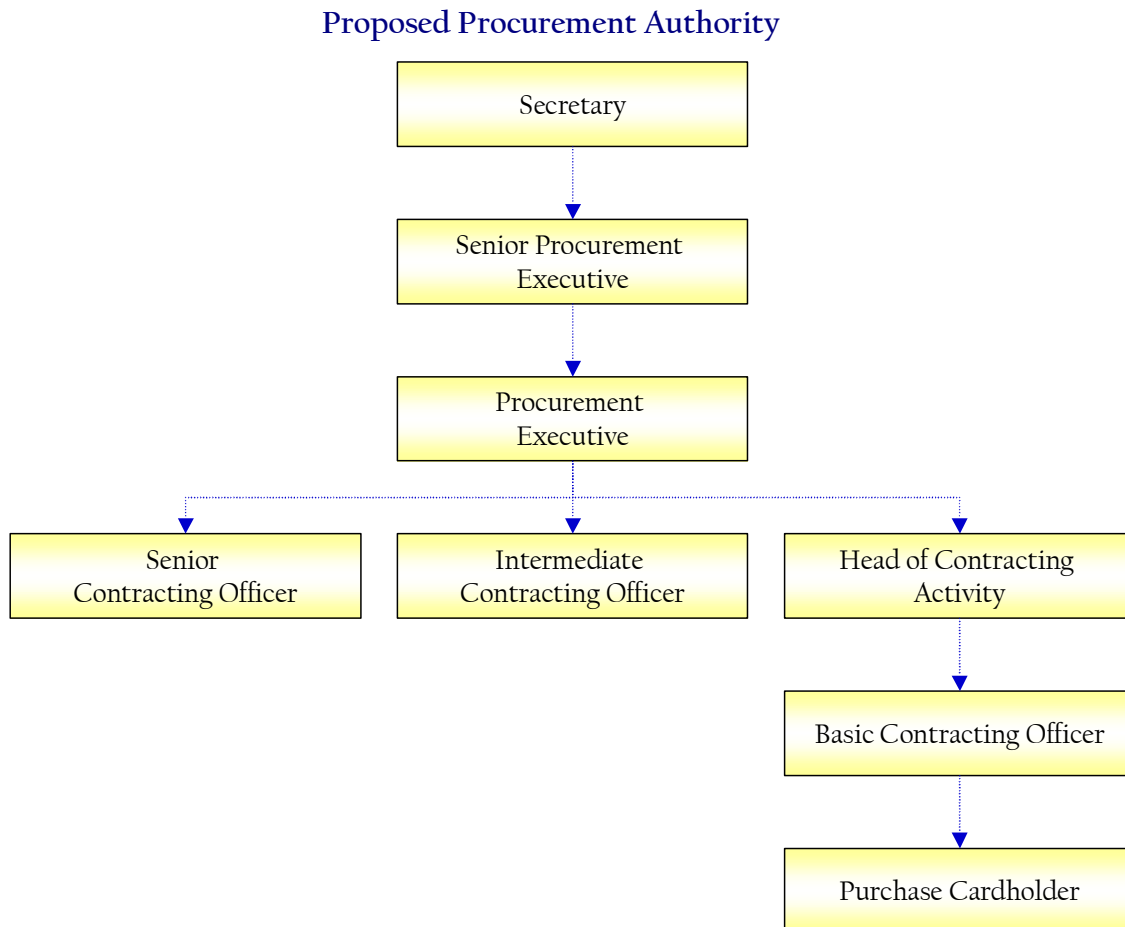 Proposed Procurement Authority
Secretary
Senior Procurement
Executive
Procurement
Executive
Senior
Contracting Officer
Intermediate
Contracting Officer
Head of Contracting
Activity
Basic Contracting Officer
Purchase Cardholder